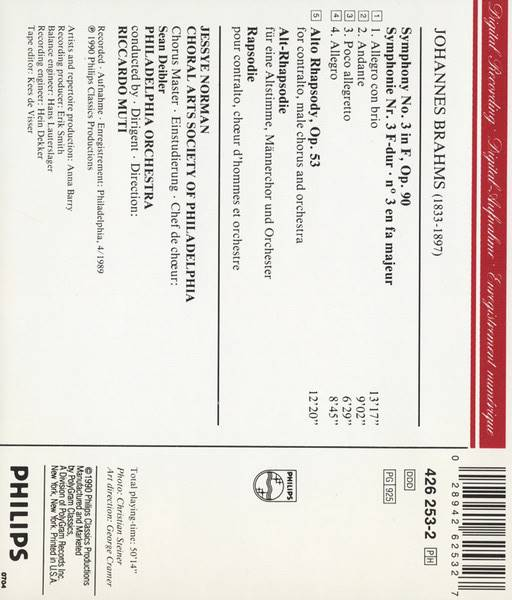 Digital Recording · Digital-Aufnahme · Enregistrement numérique
JOHANNES BRAHMS (1833-1897)
Symphony No. 3 in F, Op. 90
Symphonie Nr. 3 F-dur · n° 3 en fa majeur
1 1. Allegro con brio 13'17"
2 2. Andante 9'02"
3 3. Poco allegretto 6'29"
4 4. Allegro 8'45"
5 Alto Rhapsody, Op. 53 12'20"
for contralto, male chorus and orchestra
Alt-Rhapsodie
für eine Altstimme, Männerchor und Orchester
Rapsodie
pour contralto, chœur d'hommes et orchestre
JESSYE NORMAN
CHORAL ARTS SOCIETY OF PHILADELPHIA
Chorus Master · Einstudierung · Chef de chœur:
Sean Deibler
PHILADELPHIA ORCHESTRA
conducted by · Dirigent · Direction:
RICCARDO MUTI
Recorded · Aufnahme · Enregistrement: Philadelphia, 4/1989
℗ 1990 Philips Classics Productions
Artists and repertoire production: Anna Barry
Recording producer: Erik Smith
Balance engineer: Hans Lauterslager
Recording engineer: Hein Dekker
Tape editor: Kees de Visser
0 28942 62532 7
426 253-2 PH
DDD
PG 925
PHILIPS
Total playing-time: 50'14"
Photo: Christian Steiner
Art direction: George Cramer
© 1990 Philips Classics Productions
Manufactured and Marketed
by PolyGram Classics,
A Division of PolyGram Records Inc.
New York, New York. Printed in U.S.A.
PHILIPS
0704